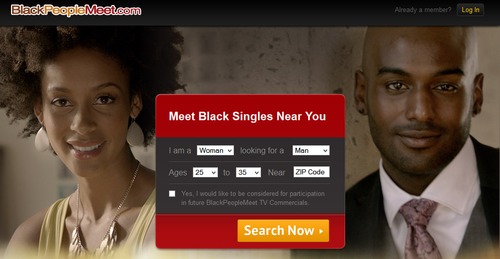 BlackPeopleMeet.com
Already a member? Log In
Meet Black Singles Near You
I am a Woman looking for a Man
Ages 25 to 35 Near ZIP Code
Yes, I would like to be considered for participation
in future BlackPeopleMeet TV Commercials.
Search Now